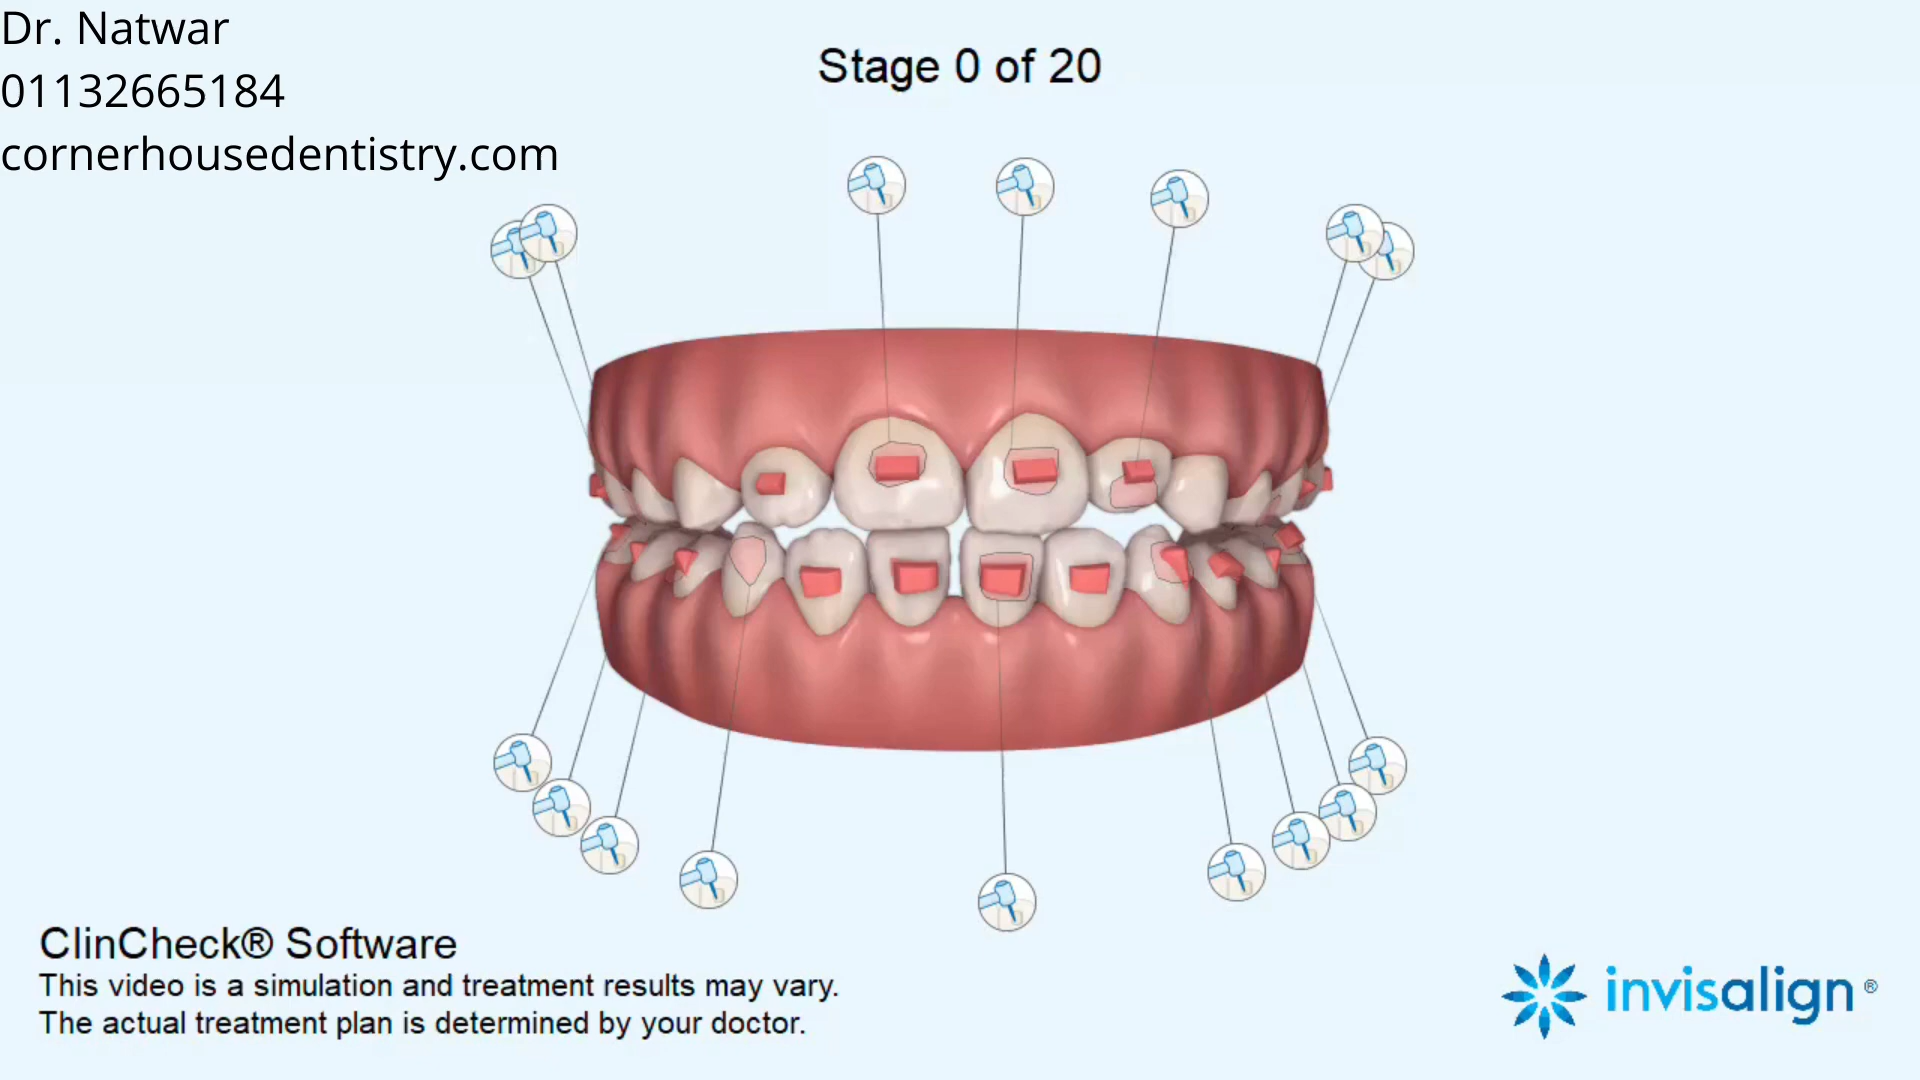 Dr. Natwar
01132665184
cornerhousedentistry.com
Stage 0 of 20
ClinCheck® Software
This video is a simulation and treatment results may vary.
The actual treatment plan is determined by your doctor.
invisalign®